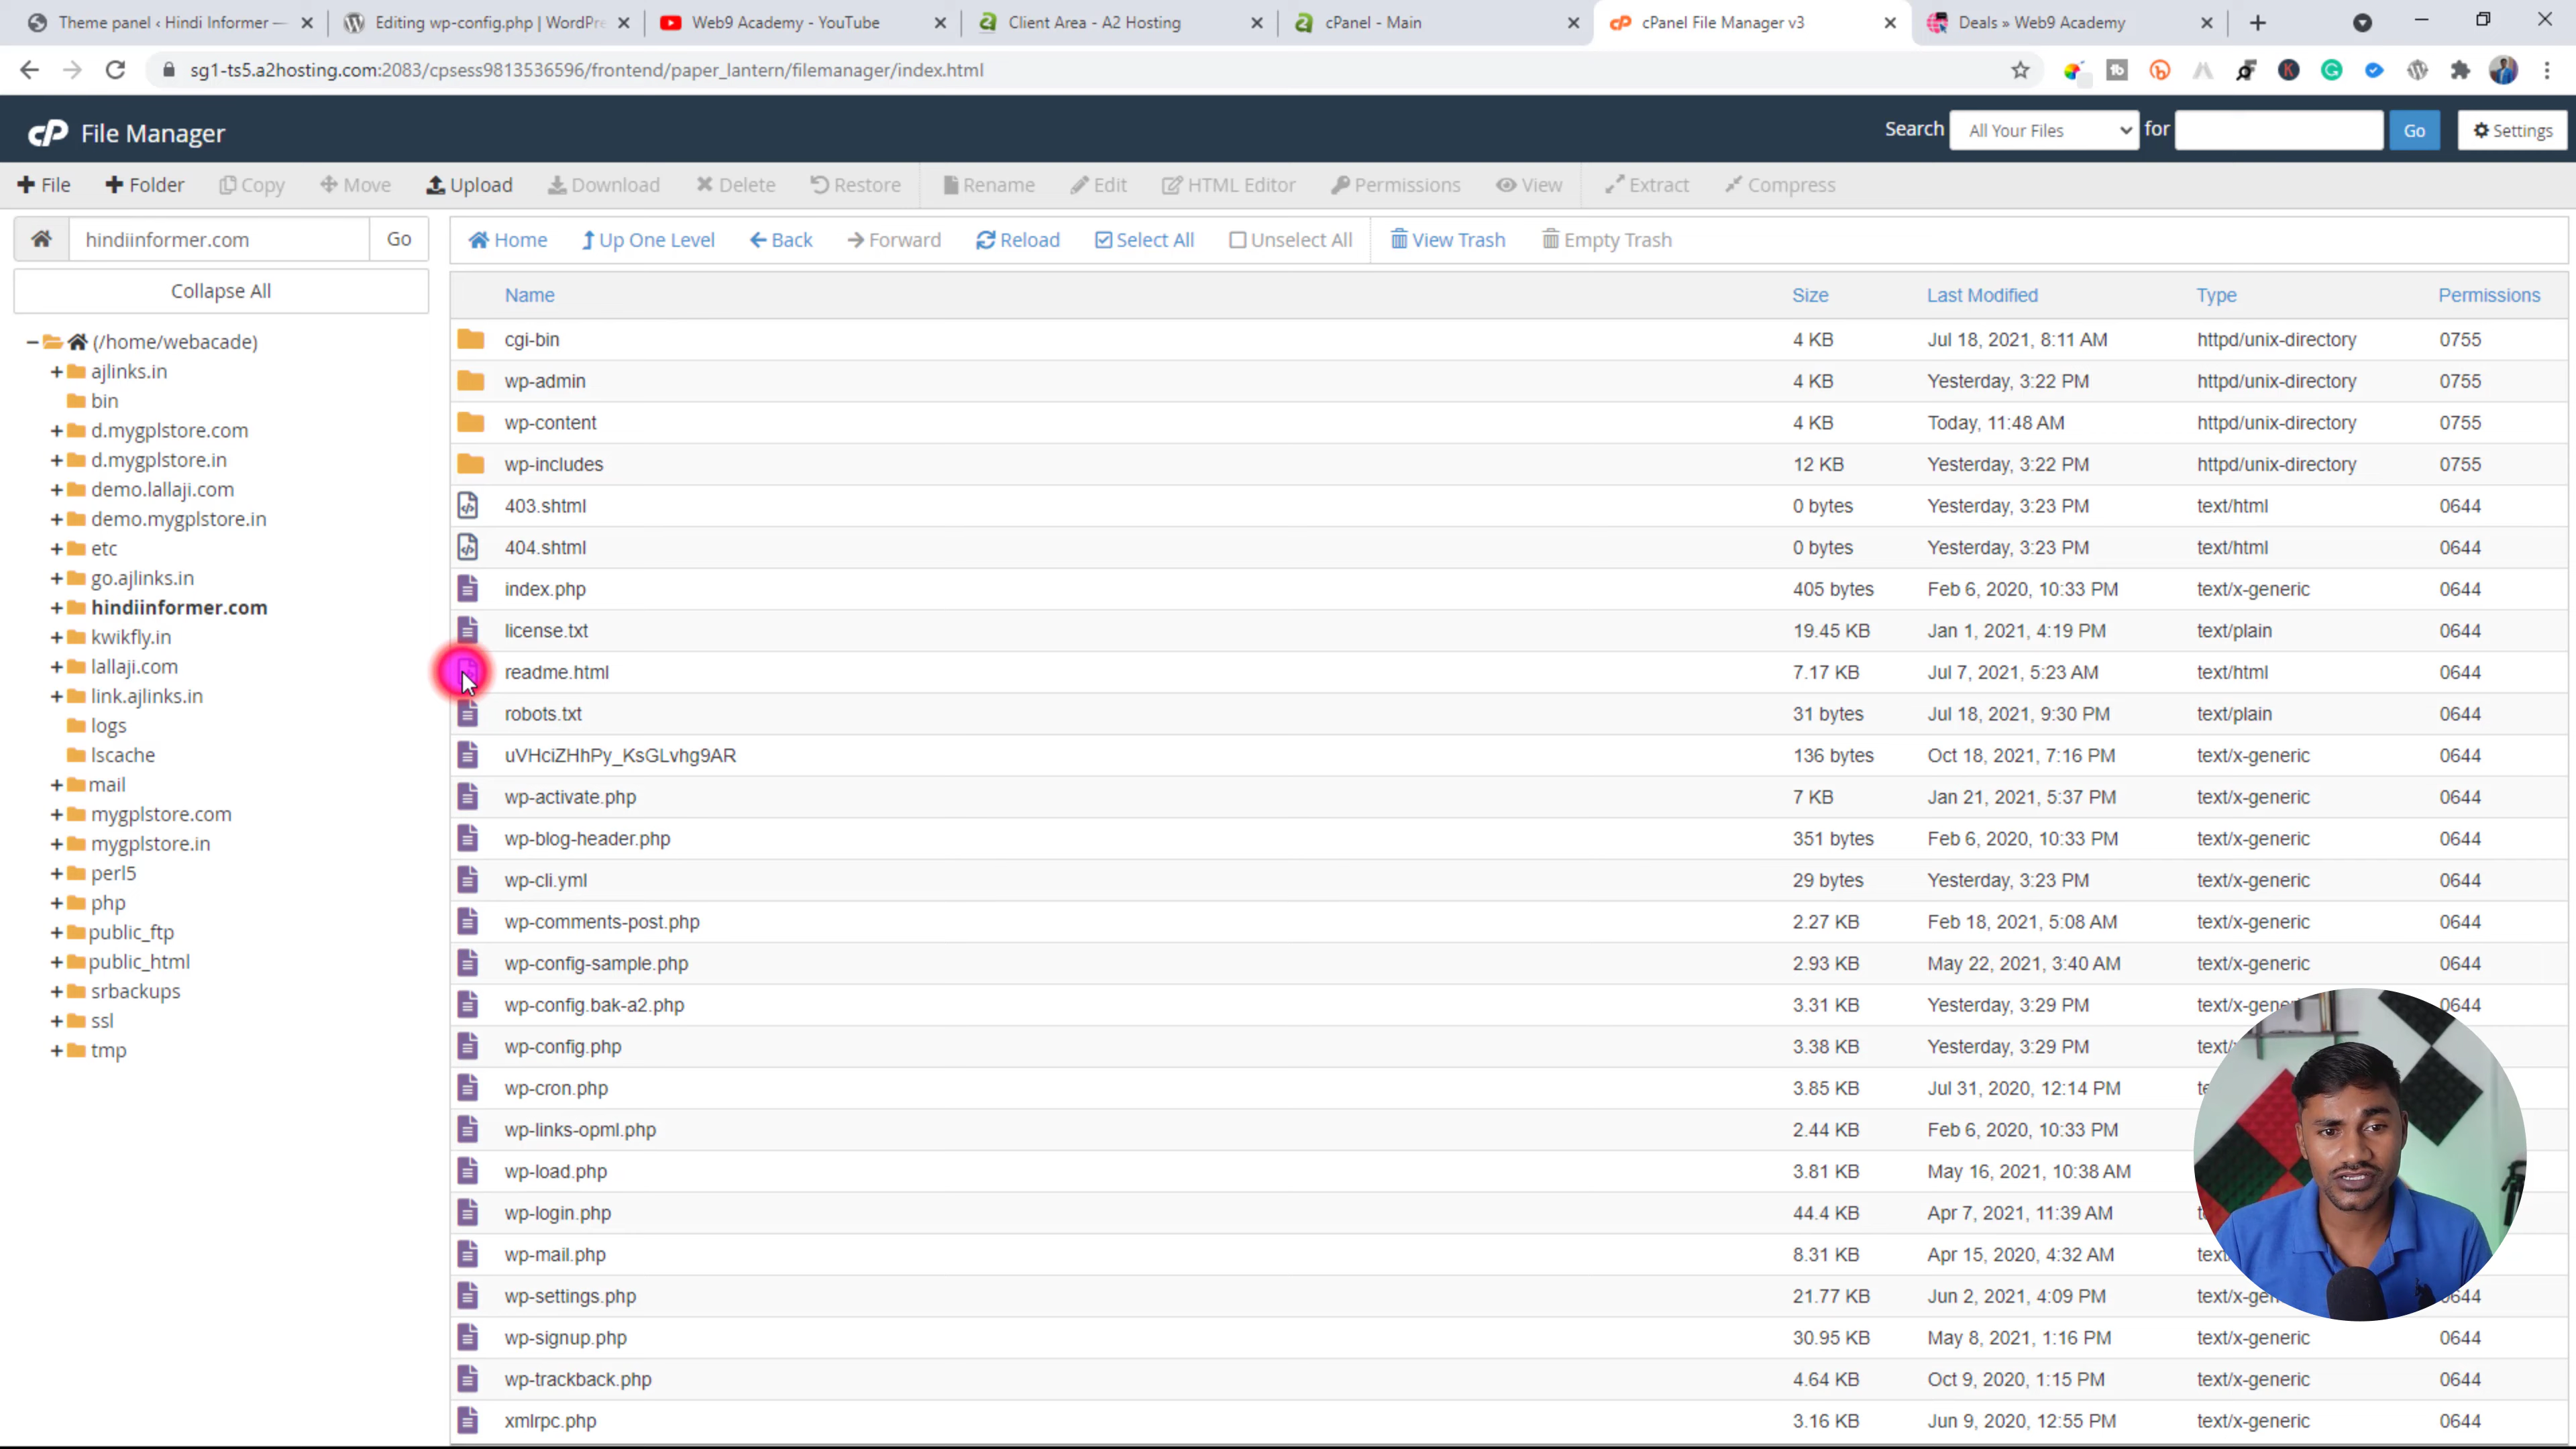 Theme panel ‹ Hindi Informer —
Editing wp-config.php | WordPre
Web9 Academy - YouTube
Client Area - A2 Hosting
cPanel - Main
cPanel File Manager v3
Deals » Web9 Academy
sg1-ts5.a2hosting.com:2083/cpsess9813536596/frontend/paper_lantern/filemanager/index.html
cP File Manager
Search All Your Files for Go Settings
File Folder Copy Move Upload Download Delete Restore Rename Edit HTML Editor Permissions View Extract Compress
hindiinformer.com Go
Home Up One Level Back Forward Reload Select All Unselect All View Trash Empty Trash
Collapse All
(/home/webacade)
ajlinks.in
bin
d.mygplstore.com
d.mygplstore.in
demo.lallaji.com
demo.mygplstore.in
etc
go.ajlinks.in
hindiinformer.com
kwikfly.in
lallaji.com
link.ajlinks.in
logs
lscache
mail
mygplstore.com
mygplstore.in
perl5
php
public_ftp
public_html
srbackups
ssl
tmp
Name Size Last Modified Type Permissions
cgi-bin 4 KB Jul 18, 2021, 8:11 AM httpd/unix-directory 0755
wp-admin 4 KB Yesterday, 3:22 PM httpd/unix-directory 0755
wp-content 4 KB Today, 11:48 AM httpd/unix-directory 0755
wp-includes 12 KB Yesterday, 3:22 PM httpd/unix-directory 0755
403.shtml 0 bytes Yesterday, 3:23 PM text/html 0644
404.shtml 0 bytes Yesterday, 3:23 PM text/html 0644
index.php 405 bytes Feb 6, 2020, 10:33 PM text/x-generic 0644
license.txt 19.45 KB Jan 1, 2021, 4:19 PM text/plain 0644
readme.html 7.17 KB Jul 7, 2021, 5:23 AM text/html 0644
robots.txt 31 bytes Jul 18, 2021, 9:30 PM text/plain 0644
uVHciZHhPy_KsGLvhg9AR 136 bytes Oct 18, 2021, 7:16 PM text/x-generic 0644
wp-activate.php 7 KB Jan 21, 2021, 5:37 PM text/x-generic 0644
wp-blog-header.php 351 bytes Feb 6, 2020, 10:33 PM text/x-generic 0644
wp-cli.yml 29 bytes Yesterday, 3:23 PM text/x-generic 0644
wp-comments-post.php 2.27 KB Feb 18, 2021, 5:08 AM text/x-generic 0644
wp-config-sample.php 2.93 KB May 22, 2021, 3:40 AM text/x-generic 0644
wp-config.bak-a2.php 3.31 KB Yesterday, 3:29 PM text/x-gene 0644
wp-config.php 3.38 KB Yesterday, 3:29 PM text/
wp-cron.php 3.85 KB Jul 31, 2020, 12:14 PM te
wp-links-opml.php 2.44 KB Feb 6, 2020, 10:33 PM
wp-load.php 3.81 KB May 16, 2021, 10:38 AM
wp-login.php 44.4 KB Apr 7, 2021, 11:39 AM
wp-mail.php 8.31 KB Apr 15, 2020, 4:32 AM text
wp-settings.php 21.77 KB Jun 2, 2021, 4:09 PM text/x-gen 0644
wp-signup.php 30.95 KB May 8, 2021, 1:16 PM text/x-generic 0644
wp-trackback.php 4.64 KB Oct 9, 2020, 1:15 PM text/x-generic 0644
xmlrpc.php 3.16 KB Jun 9, 2020, 12:55 PM text/x-generic 0644